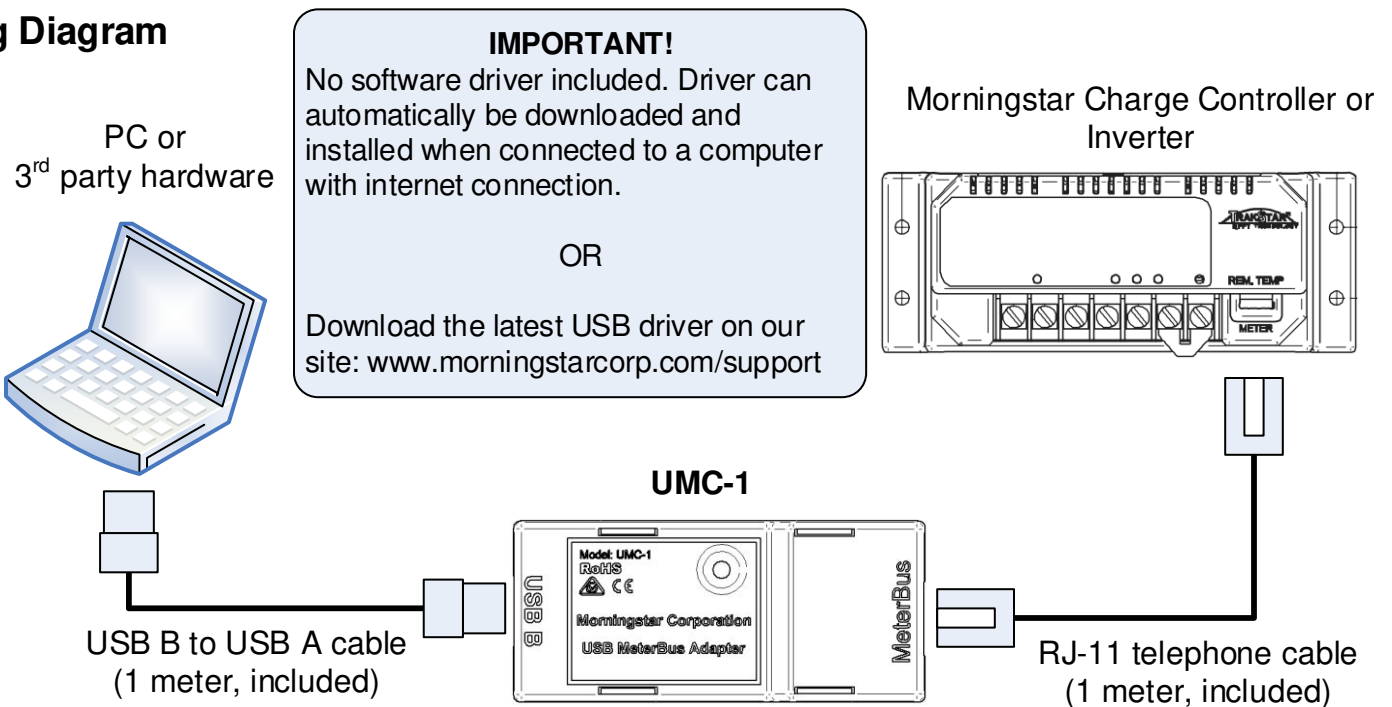 g Diagram
IMPORTANT!
No software driver included. Driver can
automatically be downloaded and
installed when connected to a computer
with internet connection.
OR
Download the latest USB driver on our
site: www.morningstarcorp.com/support
PC or
3rd party hardware
Morningstar Charge Controller or
Inverter
TRAKSTAR
MPPT TECHNOLOGY
REM. TEMP
METER
UMC-1
USB B
Model: UMC-1
RoHS
CE
Morningstar Corporation
USB MeterBus Adapter
MeterBus
USB B to USB A cable
(1 meter, included)
RJ-11 telephone cable
(1 meter, included)